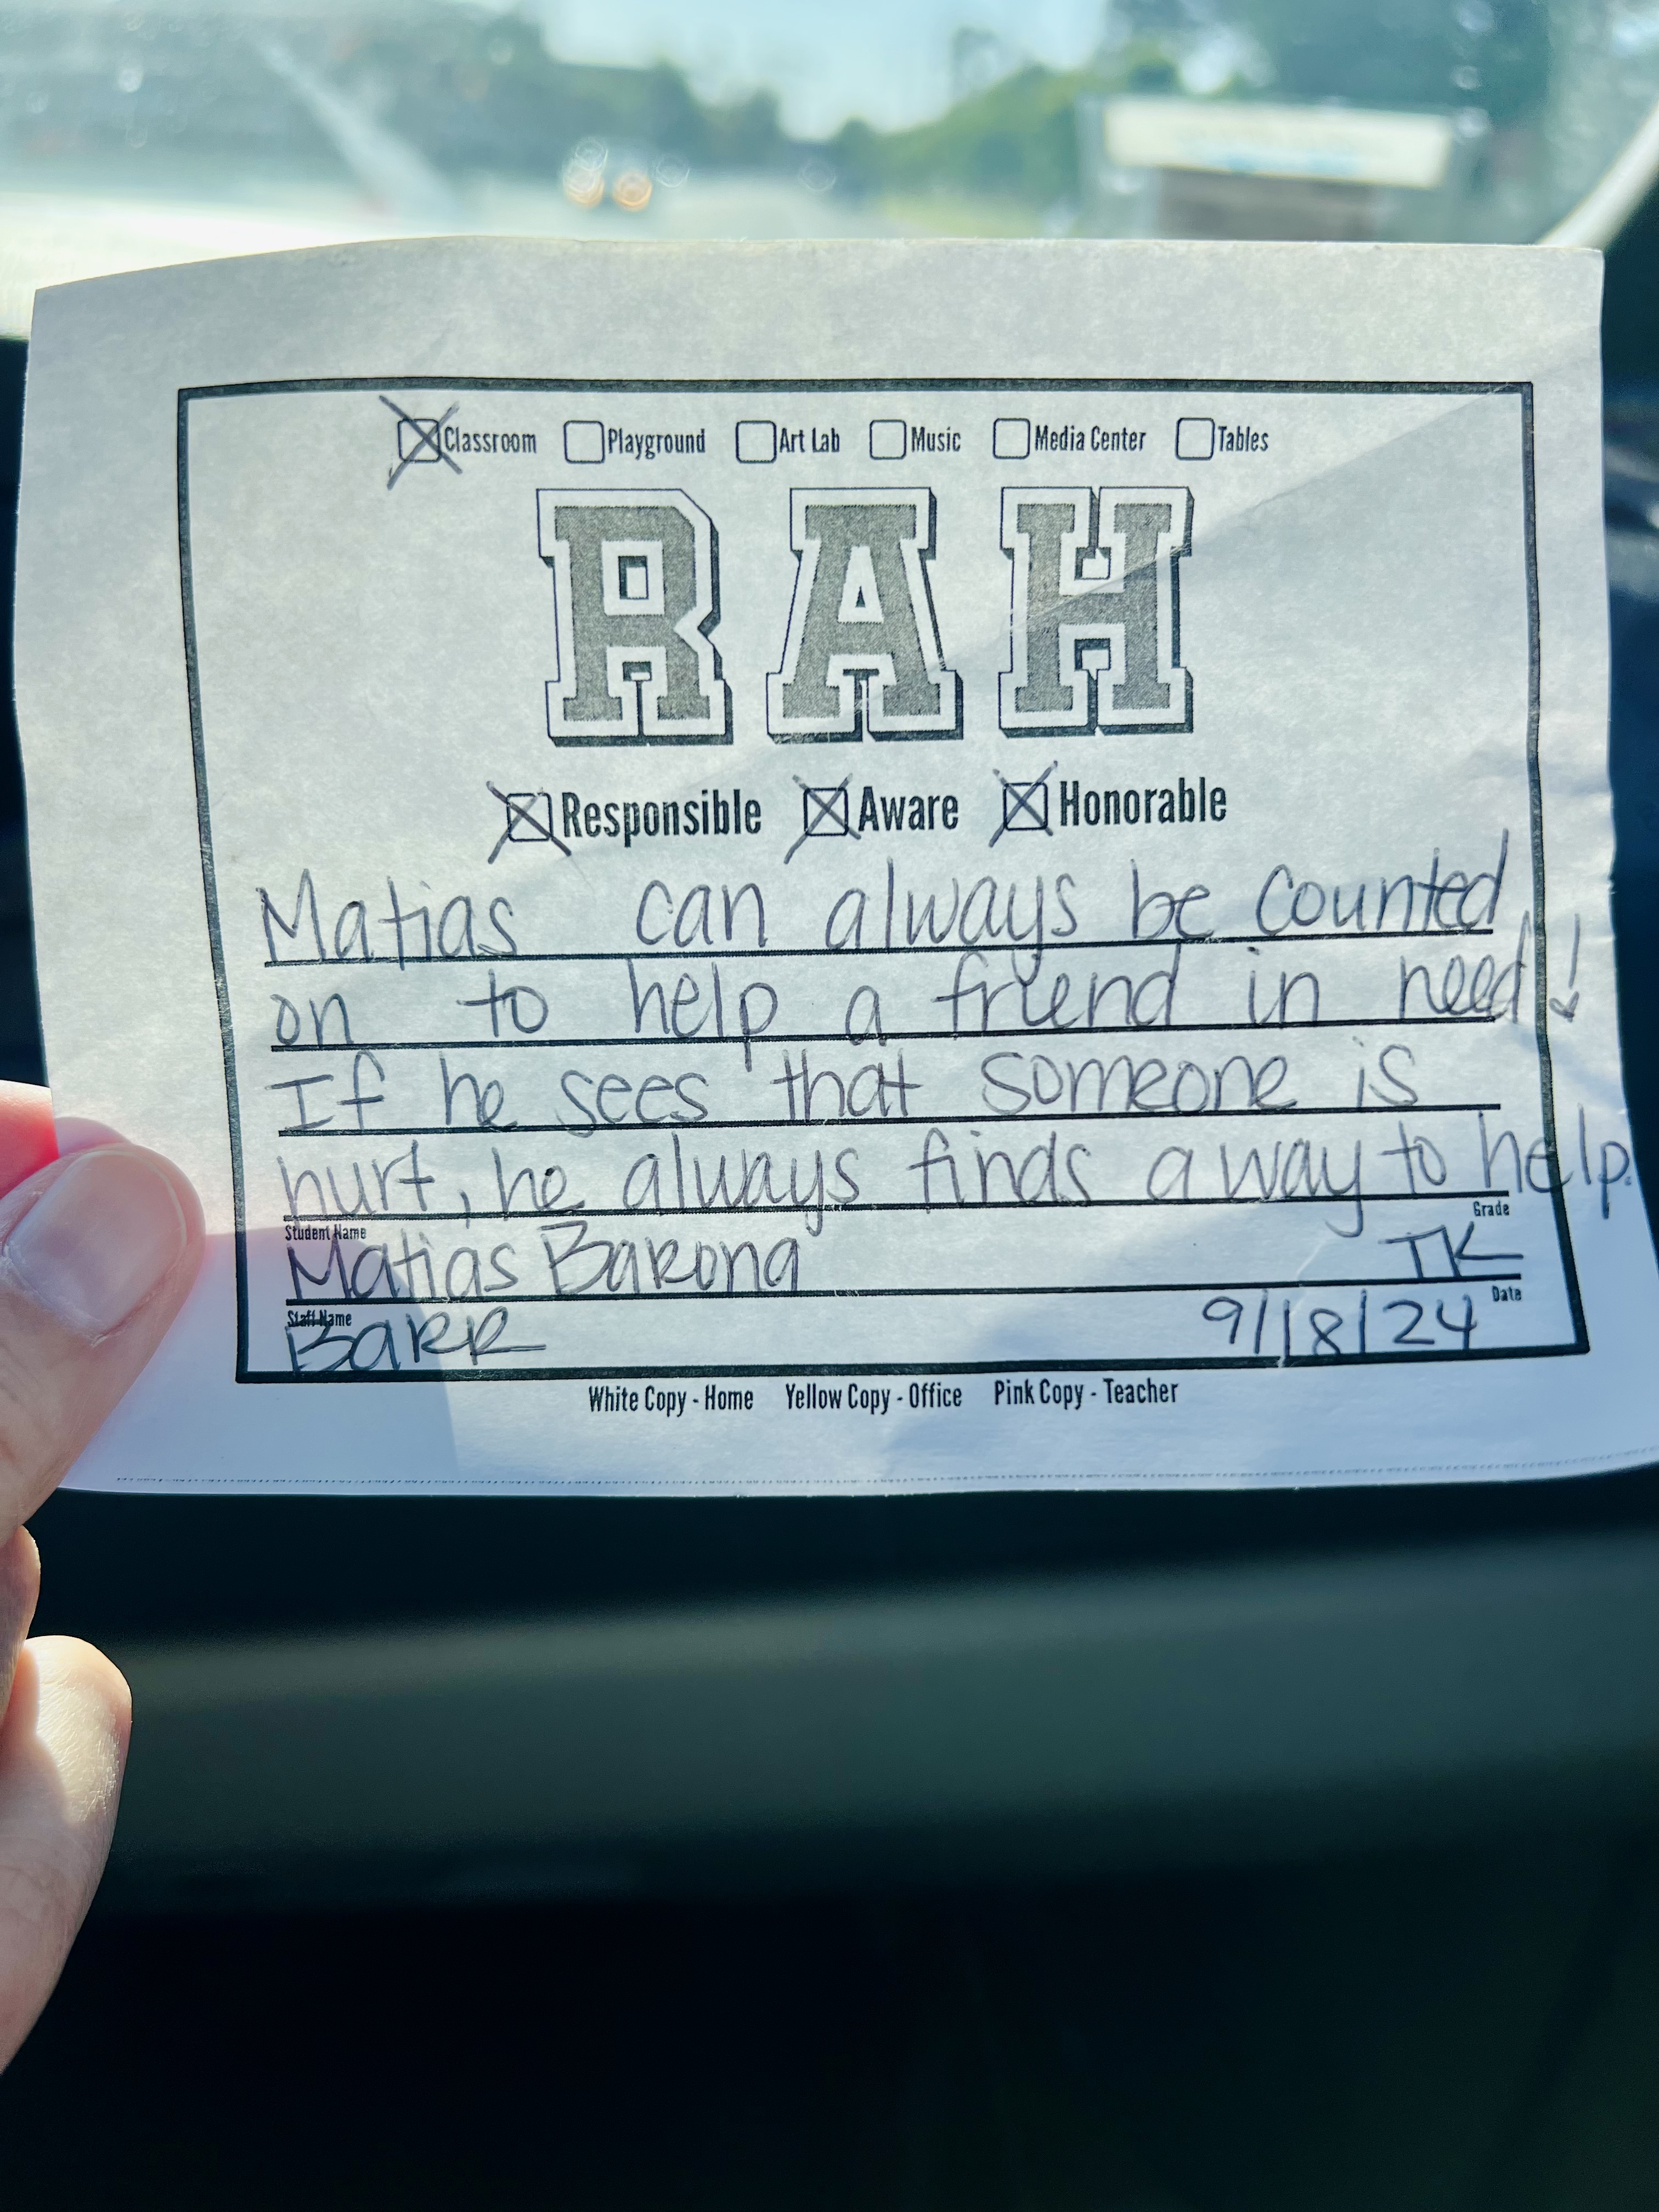 Classroom Playground Art Lab Music Media Center Tables
RAH
Responsible Aware Honorable
Matias can always be counted
on to help a friend in need!
If he sees that someone is
hurt, he always finds a way to help.
Grade
Student Name
Matias Barona TK
Date
Staff Name
Barr 9/18/24
White Copy - Home Yellow Copy - Office Pink Copy - Teacher